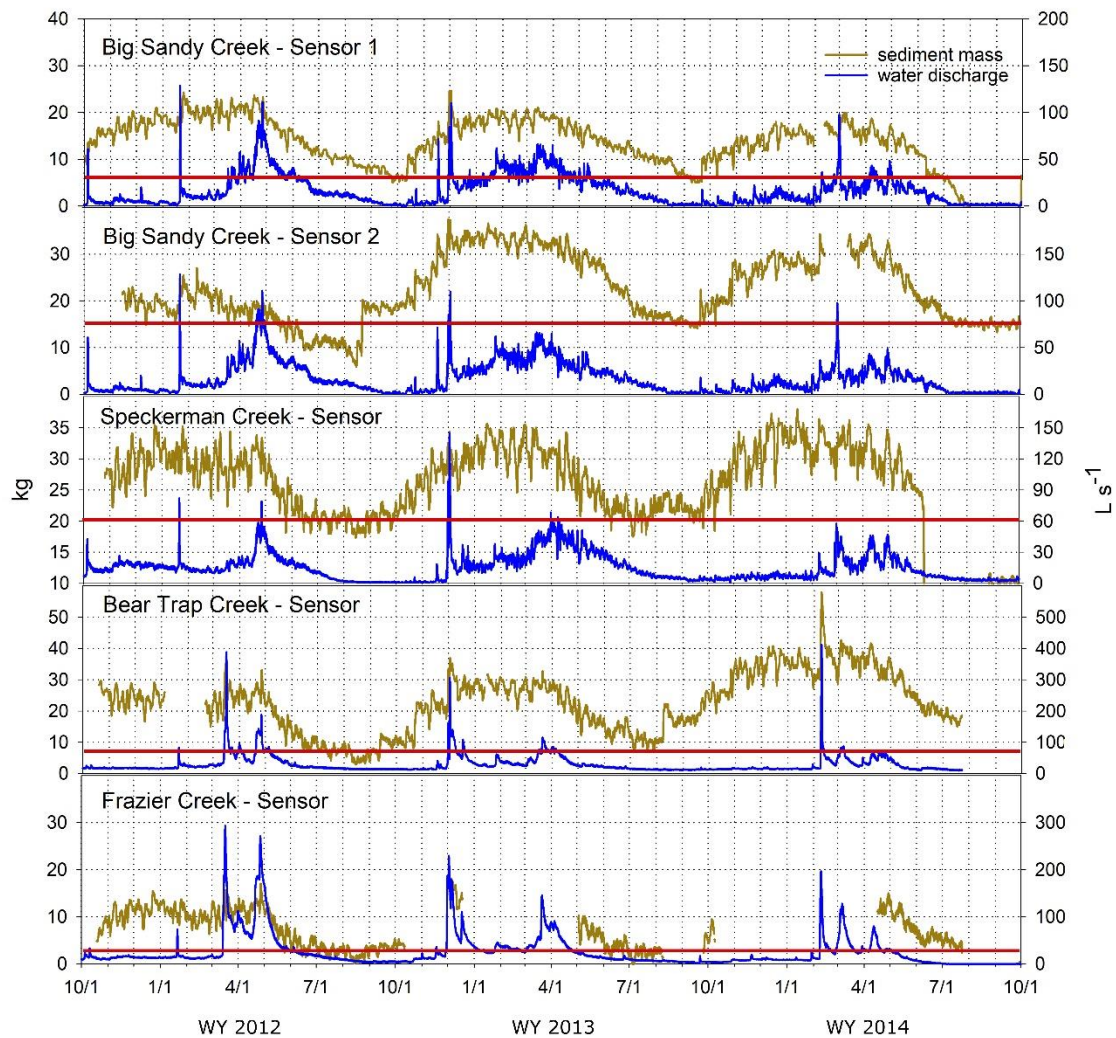 40 200
Big Sandy Creek - Sensor 1
sediment mass
water discharge
30 150
20 100
10 50
0 0
Big Sandy Creek - Sensor 2
30 150
20 100
10 50
0 0
Speckerman Creek - Sensor
35 150
30 120
25 90
20 60
15 30
10 0
kg
L s⁻¹
Bear Trap Creek - Sensor
50 500
40 400
30 300
20 200
10 100
0 0
Frazier Creek - Sensor
30 300
20 200
10 100
0 0
10/1 1/1 4/1 7/1 10/1 1/1 4/1 7/1 10/1 1/1 4/1 7/1 10/1
WY 2012 WY 2013 WY 2014